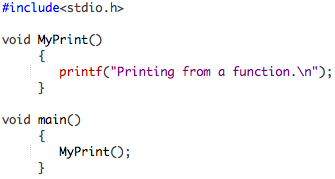 #include<stdio.h>
void MyPrint()
{
printf("Printing from a function.\n");
}
void main()
{
MyPrint();
}